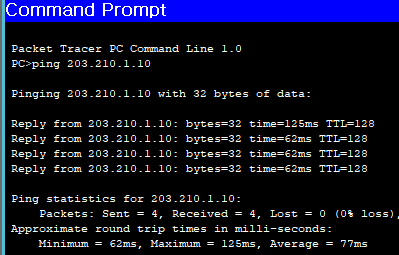 Command Prompt
Packet Tracer PC Command Line 1.0
PC>ping 203.210.1.10
Pinging 203.210.1.10 with 32 bytes of data:
Reply from 203.210.1.10: bytes=32 time=125ms TTL=128
Reply from 203.210.1.10: bytes=32 time=62ms TTL=128
Reply from 203.210.1.10: bytes=32 time=62ms TTL=128
Reply from 203.210.1.10: bytes=32 time=62ms TTL=128
Ping statistics for 203.210.1.10:
Packets: Sent = 4, Received = 4, Lost = 0 (0% loss),
Approximate round trip times in milli-seconds:
Minimum = 62ms, Maximum = 125ms, Average = 77ms